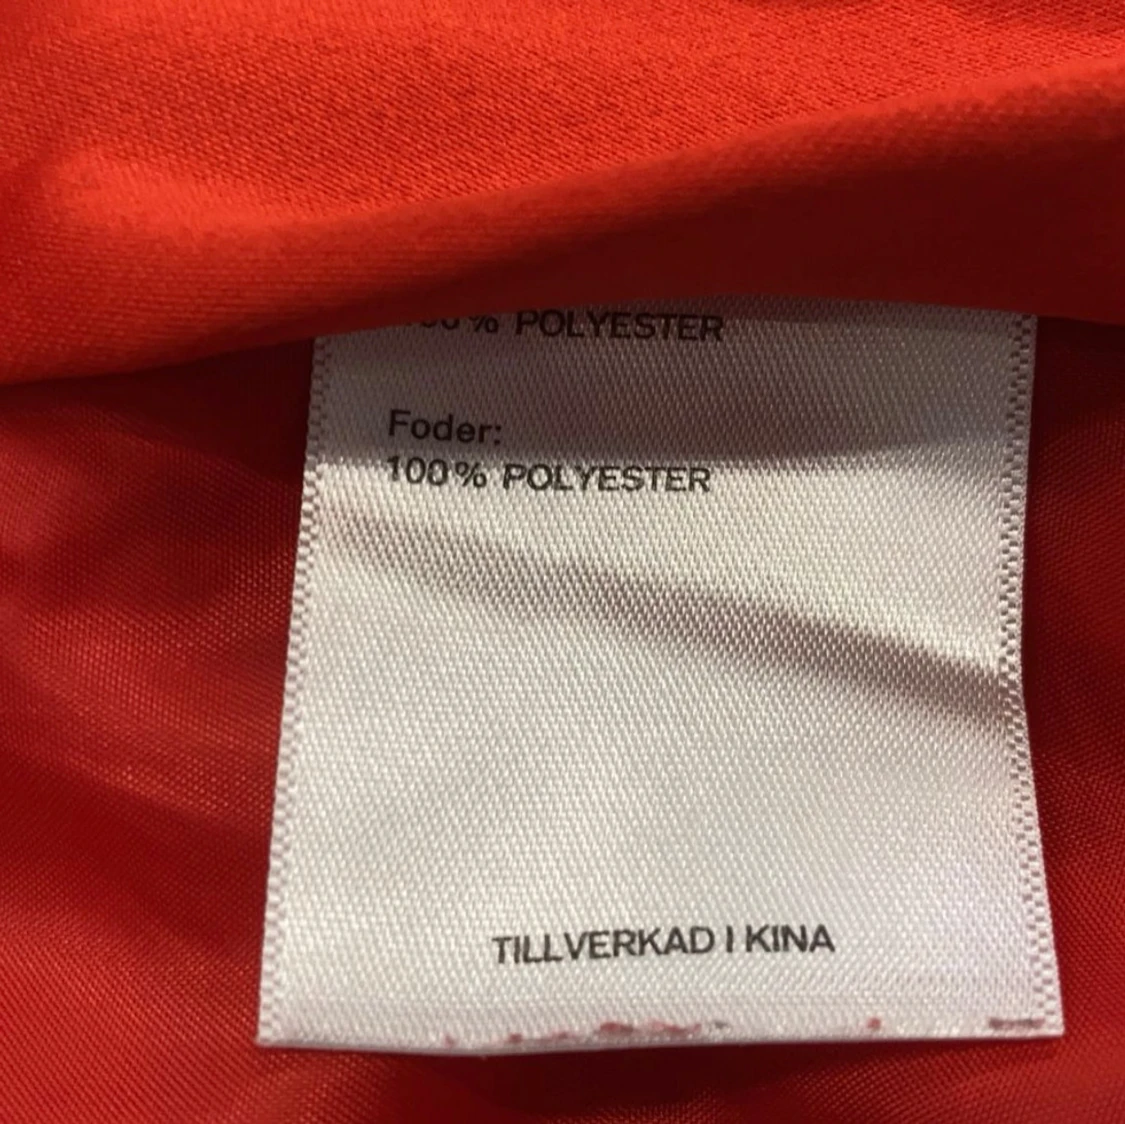 % POLYESTER
Foder:
100% POLYESTER
TILLVERKAD I KINA